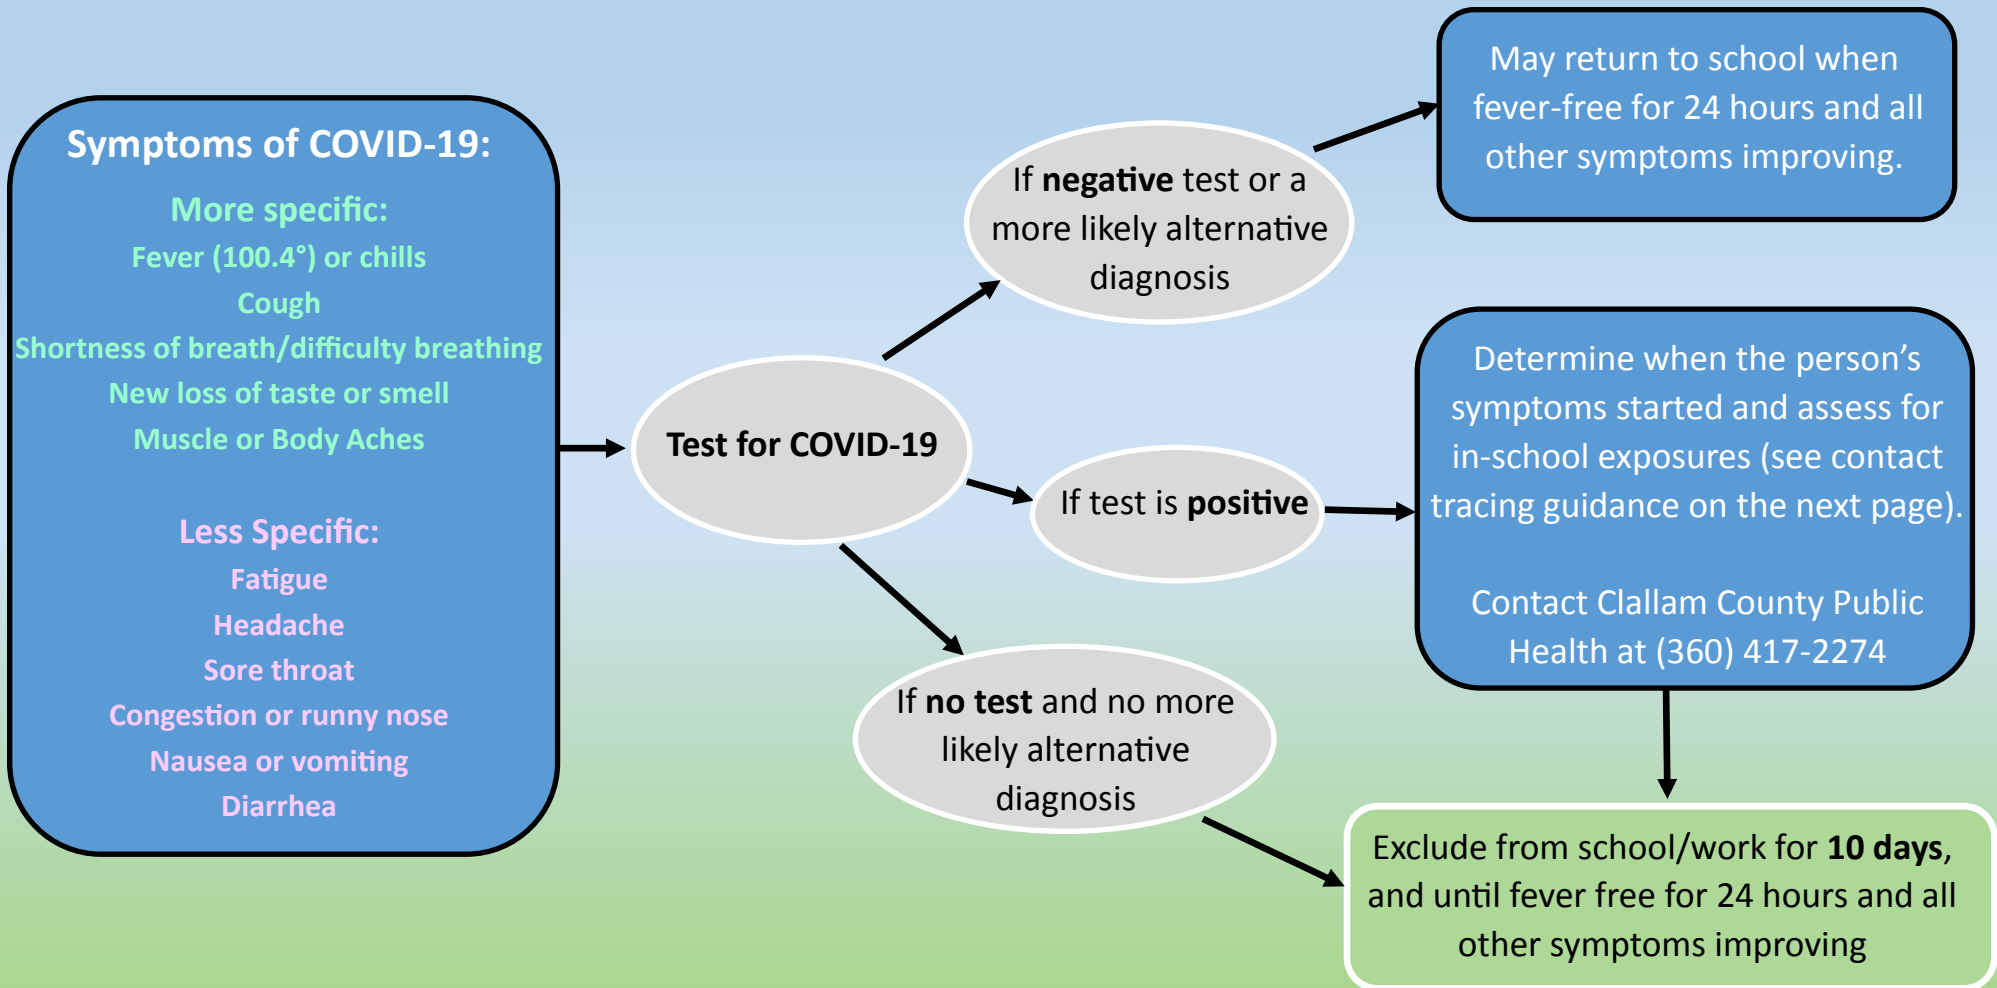 Symptoms of COVID-19:
More specific:
Fever (100.4°) or chills
Cough
Shortness of breath/difficulty breathing
New loss of taste or smell
Muscle or Body Aches
Less Specific:
Fatigue
Headache
Sore throat
Congestion or runny nose
Nausea or vomiting
Diarrhea
Test for COVID-19
If negative test or a
more likely alternative
diagnosis
May return to school when
fever-free for 24 hours and all
other symptoms improving.
If test is positive
Determine when the person’s
symptoms started and assess for
in-school exposures (see contact
tracing guidance on the next page).
Contact Clallam County Public
Health at (360) 417-2274
If no test and no more
likely alternative
diagnosis
Exclude from school/work for 10 days,
and until fever free for 24 hours and all
other symptoms improving